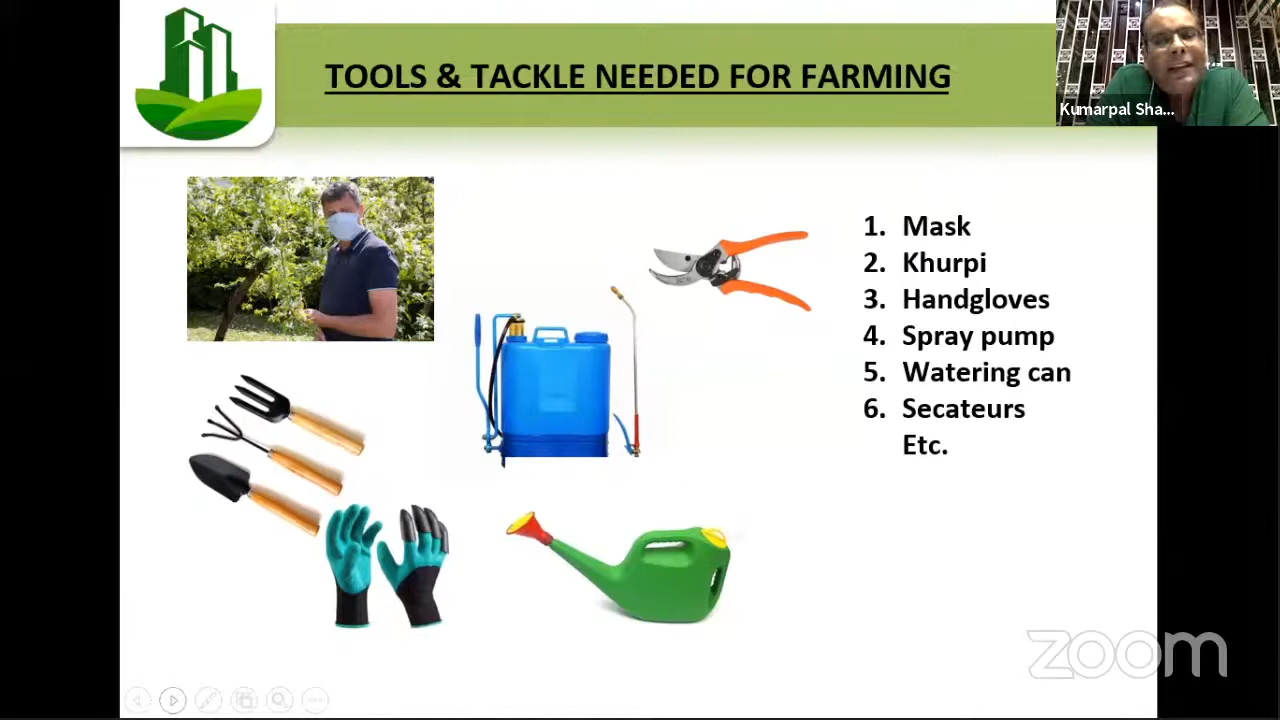 TOOLS & TACKLE NEEDED FOR FARMING
Kumarpal Sha...
1. Mask
2. Khurpi
3. Handgloves
4. Spray pump
5. Watering can
6. Secateurs
Etc.
zoom